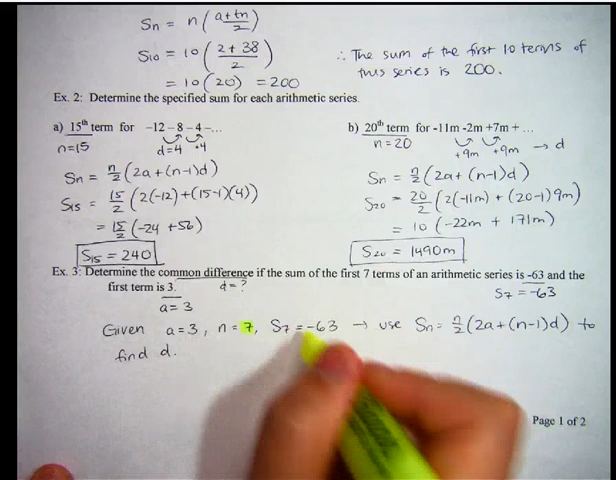 Sn = n ( a+tn / 2 )
S10 = 10 ( 2 + 38 / 2 )
= 10 (20) = 200
∴ The sum of the first 10 terms of this series is 200.
Ex. 2: Determine the specified sum for each arithmetic series.
a) 15th term for -12 - 8 - 4 - ...
n=15 d=4 +4
Sn = n/2 ( 2a + (n-1)d )
S15 = 15/2 ( 2(-12) + (15-1)(4) )
= 15/2 ( -24 + 56 )
S15 = 240
b) 20th term for -11m -2m +7m + ...
n = 20 +9m +9m → d
Sn = n/2 ( 2a + (n-1)d )
S20 = 20/2 ( 2(-11m) + (20-1) 9m )
= 10 ( -22m + 171m )
S20 = 1490m
Ex. 3: Determine the common difference if the sum of the first 7 terms of an arithmetic series is -63 and the
first term is 3. d = ? S7 = -63
a = 3
Given a = 3, n = 7, S7 = -63 → use Sn = n/2 ( 2a + (n-1)d ) to
find d.
Page 1 of 2